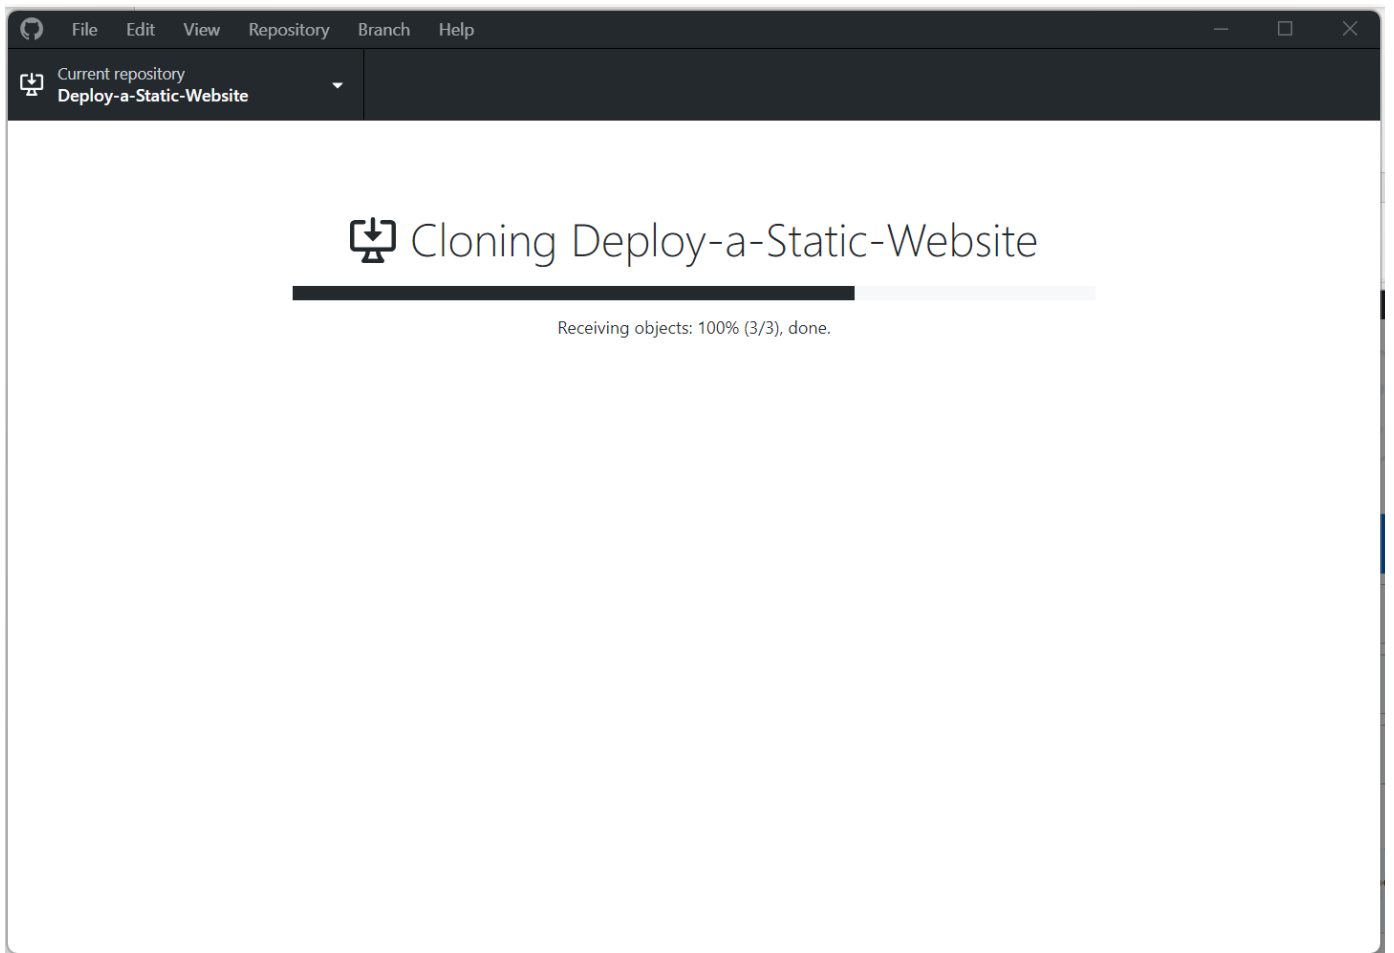 File Edit View Repository Branch Help
Current repository
Deploy-a-Static-Website
Cloning Deploy-a-Static-Website
Receiving objects: 100% (3/3), done.